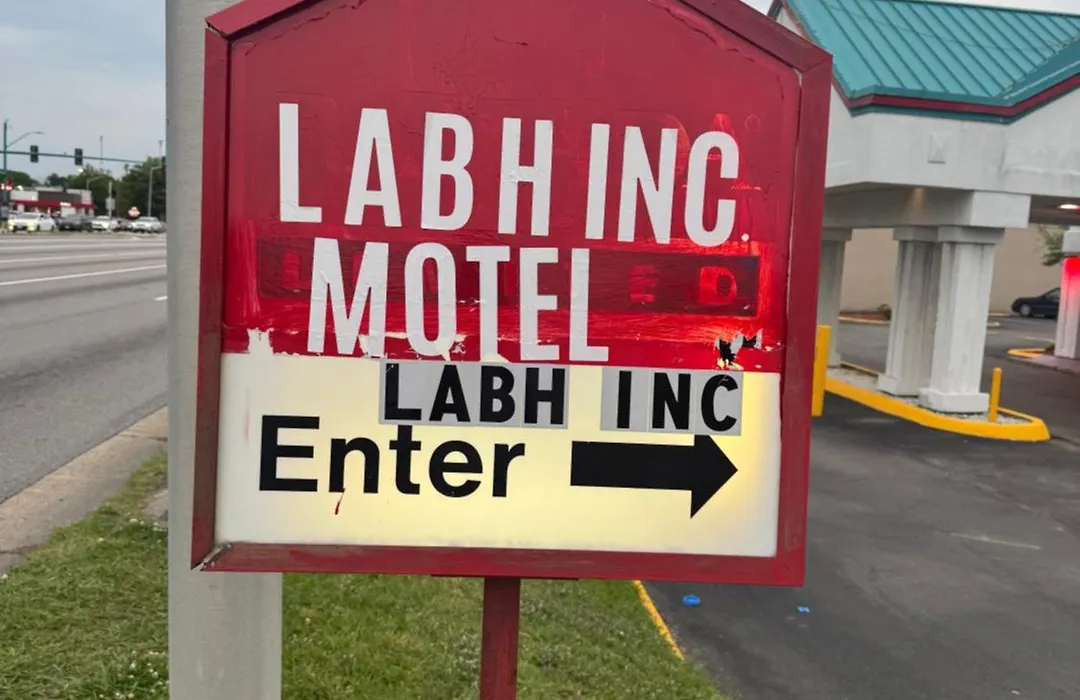 LABH INC.
MOTEL
LABH INC
Enter